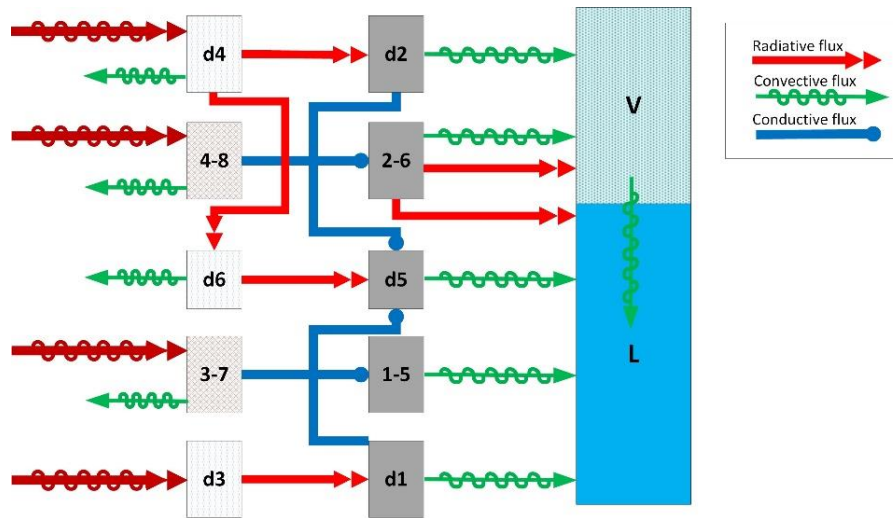 d4
d2
V
4-8
2-6
d6
d5
3-7
1-5
L
d3
d1
Radiative flux
Convective flux
Conductive flux